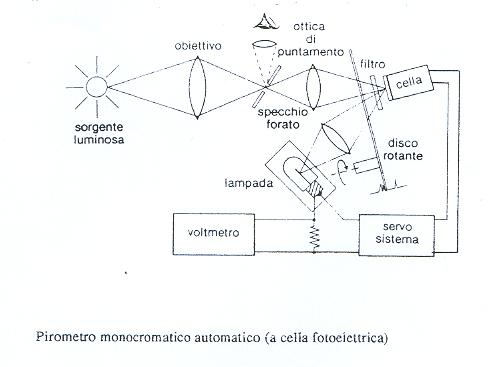 ottica
di
puntamento
obiettivo
filtro
cella
specchio
forato
sorgente
luminosa
disco
rotante
lampada
voltmetro
servo
sistema
Pirometro monocromatico automatico (a cella fotoelettrica)